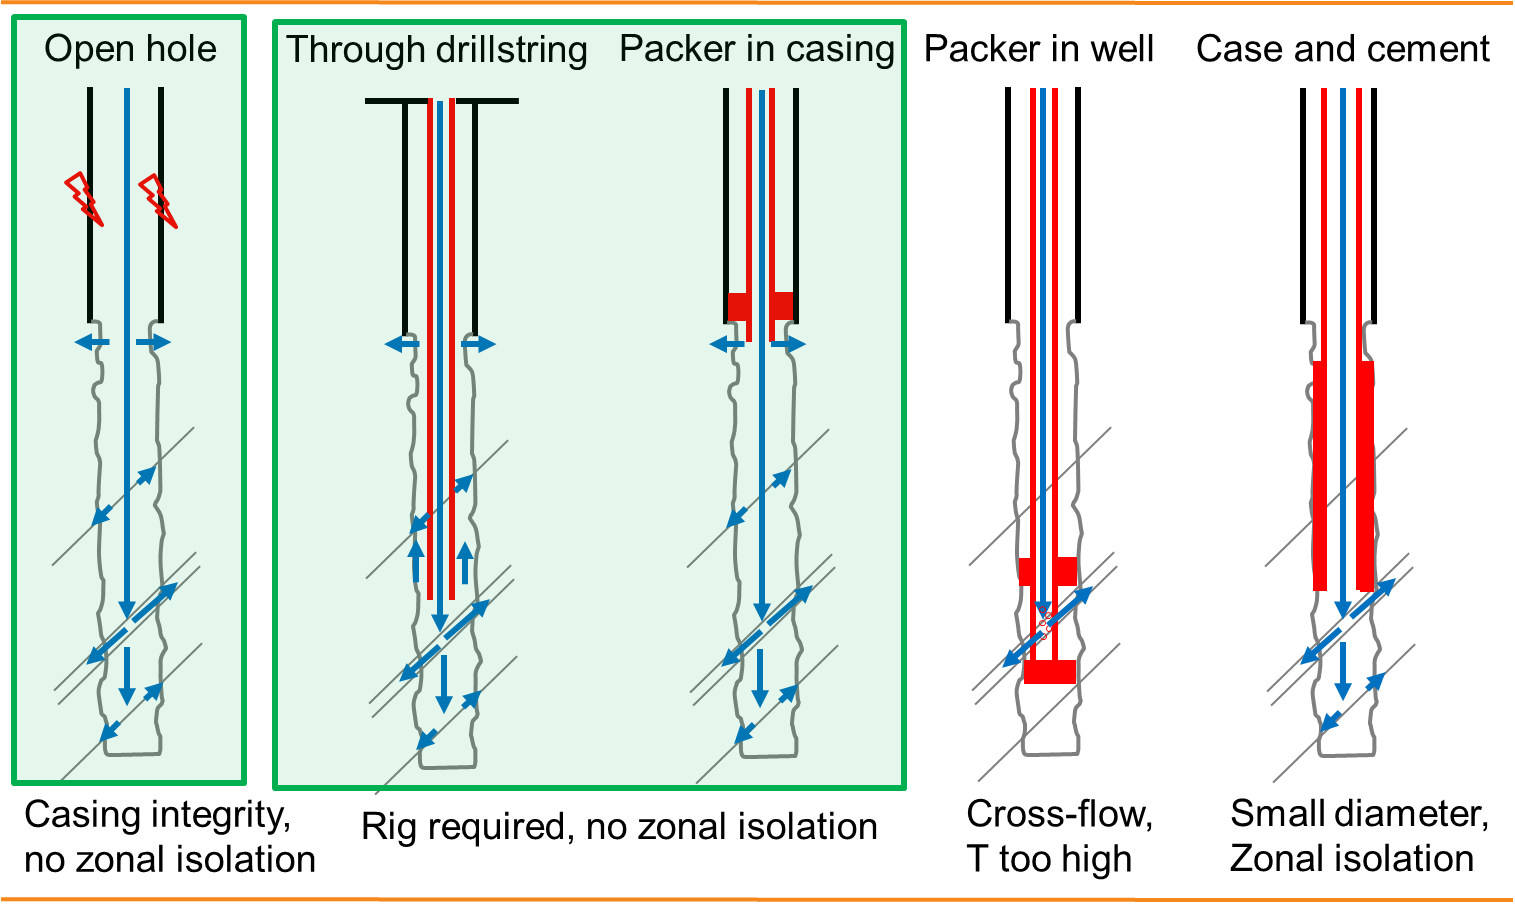 Open hole
Through drillstring
Packer in casing
Packer in well
Case and cement
Casing integrity,
no zonal isolation
Rig required, no zonal isolation
Cross-flow,
T too high
Small diameter,
Zonal isolation